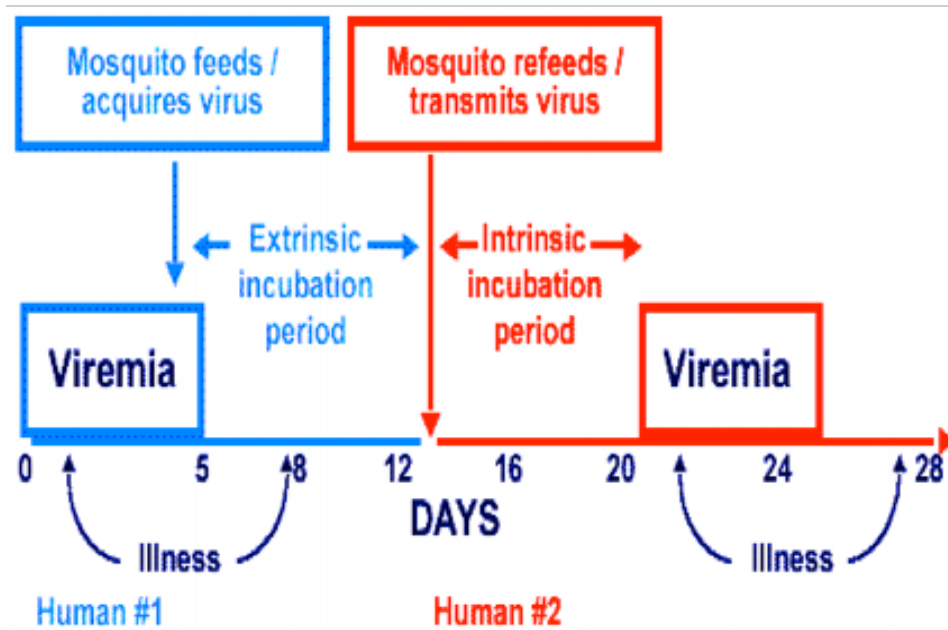 Mosquito feeds /
acquires virus
Mosquito refeeds /
transmits virus
Extrinsic
incubation
period
Intrinsic
incubation
period
Viremia
Viremia
0 5 8 12 16 20 24 28
DAYS
Illness
Illness
Human #1
Human #2